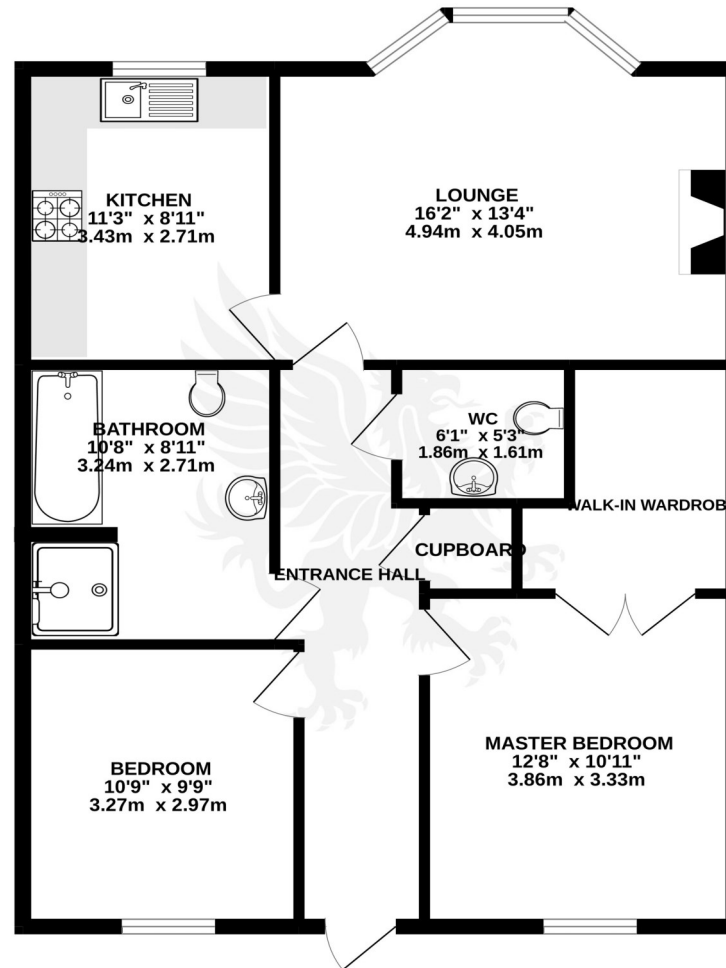 KITCHEN
11'3" x 8'11"
3.43m x 2.71m
LOUNGE
16'2" x 13'4"
4.94m x 4.05m
BATHROOM
10'8" x 8'11"
3.24m x 2.71m
WC
6'1" x 5'3"
1.86m x 1.61m
WALK-IN WARDROB
CUPBOARD
ENTRANCE HALL
BEDROOM
10'9" x 9'9"
3.27m x 2.97m
MASTER BEDROOM
12'8" x 10'11"
3.86m x 3.33m